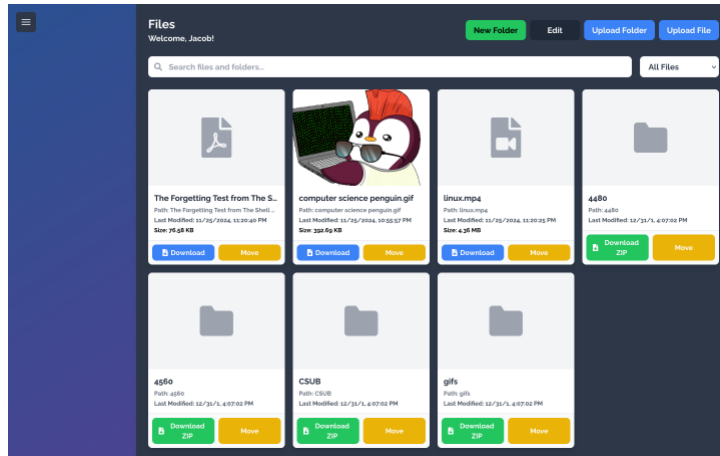 Files
Welcome, Jacob!
New Folder
Edit
Upload Folder
Upload File
Search files and folders...
All Files
The Forgetting Test from The S...
Path: The Forgetting Test from The Shell ...
Last Modified: 11/25/2024, 11:20:40 PM
Size: 76.58 KB
Download
Move
computer science penguin.gif
Path: computer science penguin.gif
Last Modified: 11/25/2024, 10:55:57 PM
Size: 392.69 KB
Download
Move
linux.mp4
Path: linux.mp4
Last Modified: 11/25/2024, 11:20:25 PM
Size: 4.36 MB
Download
Move
4480
Path: 4480
Last Modified: 12/31/1, 4:07:02 PM
Download
ZIP
Move
4560
Path: 4560
Last Modified: 12/31/1, 4:07:02 PM
Download
ZIP
Move
CSUB
Path: CSUB
Last Modified: 12/31/1, 4:07:02 PM
Download
ZIP
Move
gifs
Path: gifs
Last Modified: 12/31/1, 4:07:02 PM
Download
ZIP
Move